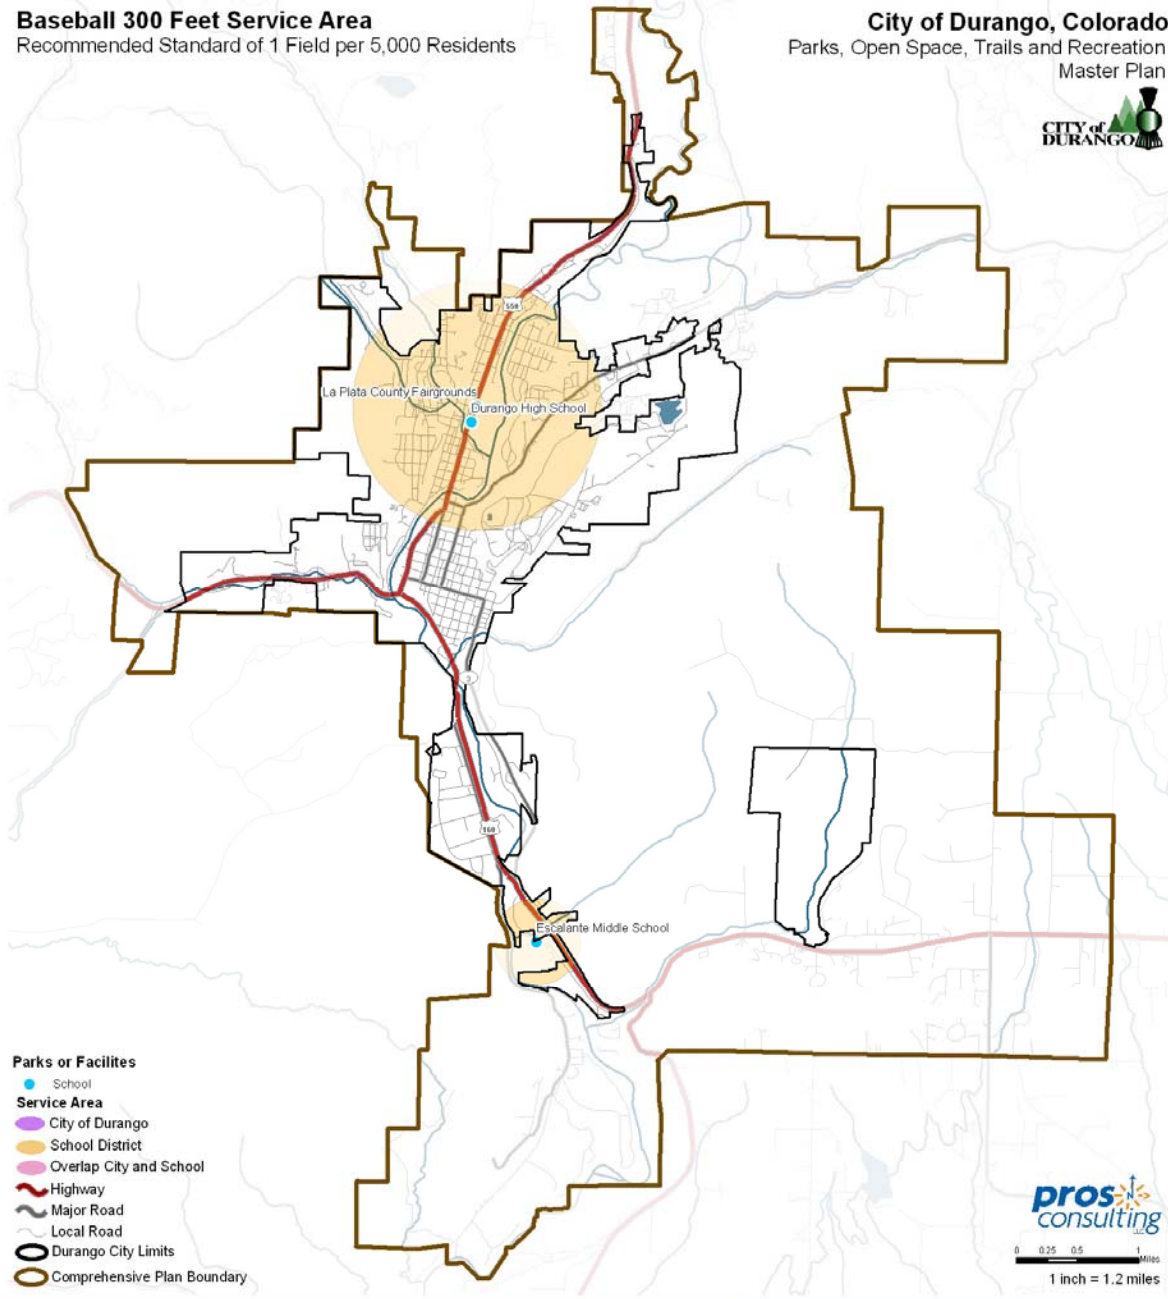 Baseball 300 Feet Service Area
Recommended Standard of 1 Field per 5,000 Residents
City of Durango, Colorado
Parks, Open Space, Trails and Recreation
Master Plan
CITY of
DURANGO
550
La Plata County Fairgrounds
Durango High School
3
160
Escalante Middle School
Parks or Facilites
School
Service Area
City of Durango
School District
Overlap City and School
Highway
Major Road
Local Road
Durango City Limits
Comprehensive Plan Boundary
pros
consulting
LLC
0 0.25 0.5 1
Miles
1 inch = 1.2 miles